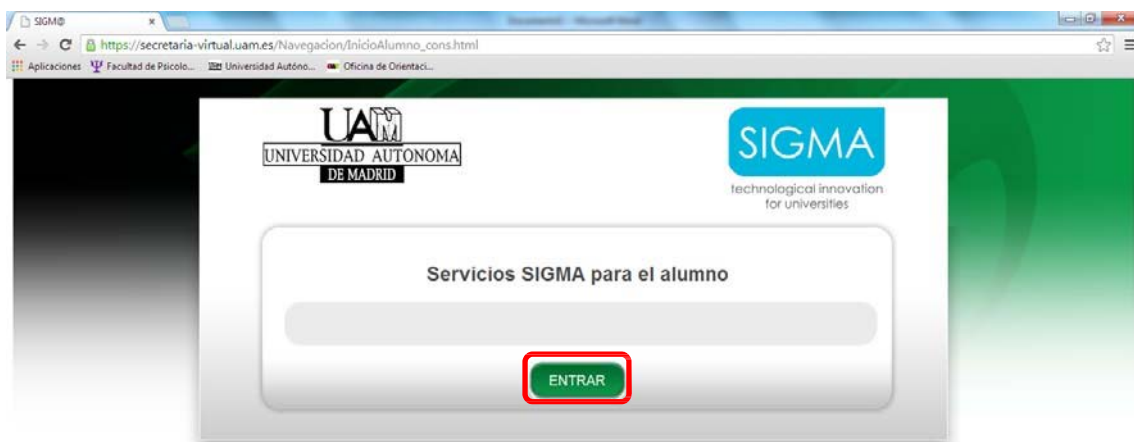 SIGM@
https://secretaria-virtual.uam.es/Navegacion/InicioAlumno_cons.html
Aplicaciones Facultad de Psicolo... Universidad Autóno... Oficina de Orientaci...
UAM
UNIVERSIDAD AUTONOMA
DE MADRID
SIGMA
technological innovation
for universities
Servicios SIGMA para el alumno
ENTRAR